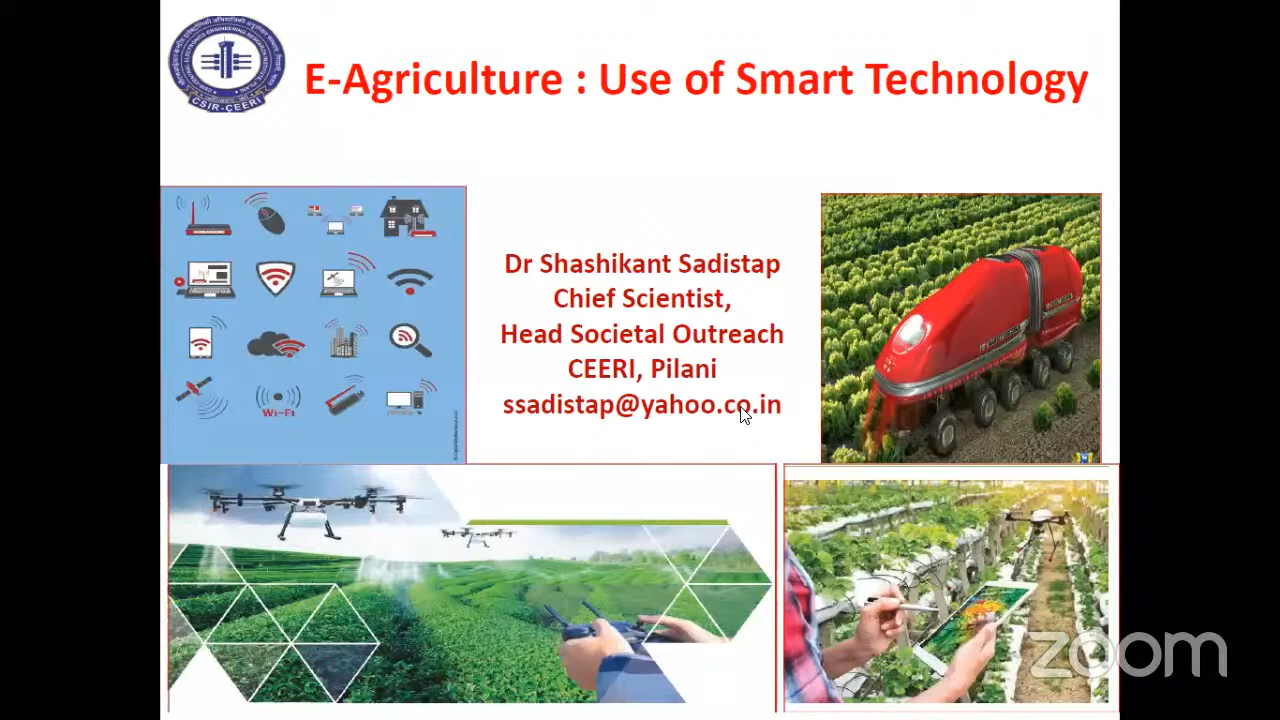 CSIR-CEERI
E-Agriculture : Use of Smart Technology
Dr Shashikant Sadistap
Chief Scientist,
Head Societal Outreach
CEERI, Pilani
ssadistap@yahoo.co.in
Wi-Fi
zoom